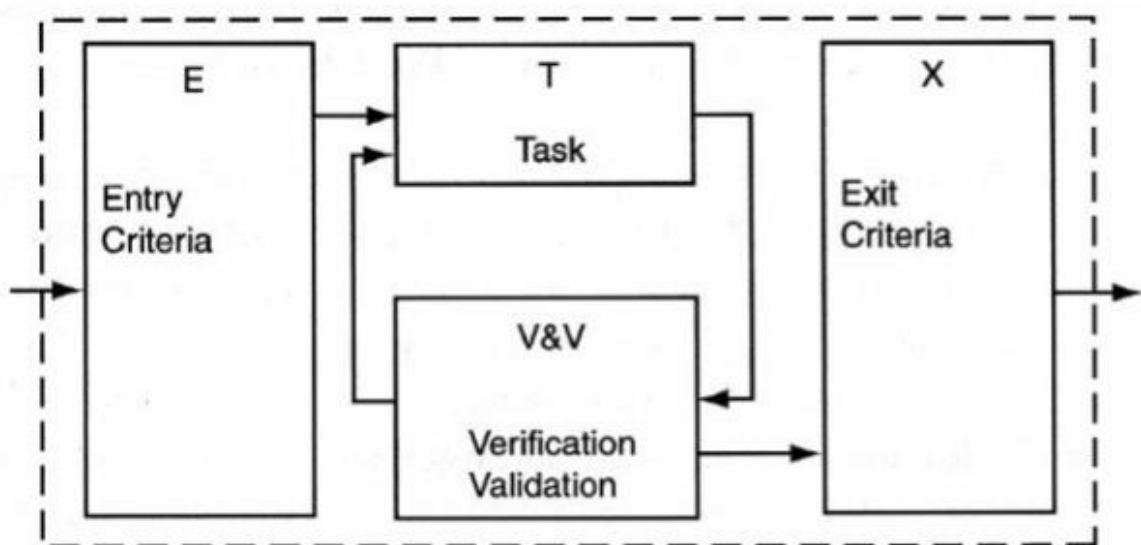 E
Entry
Criteria
T
Task
V&V
Verification
Validation
X
Exit
Criteria